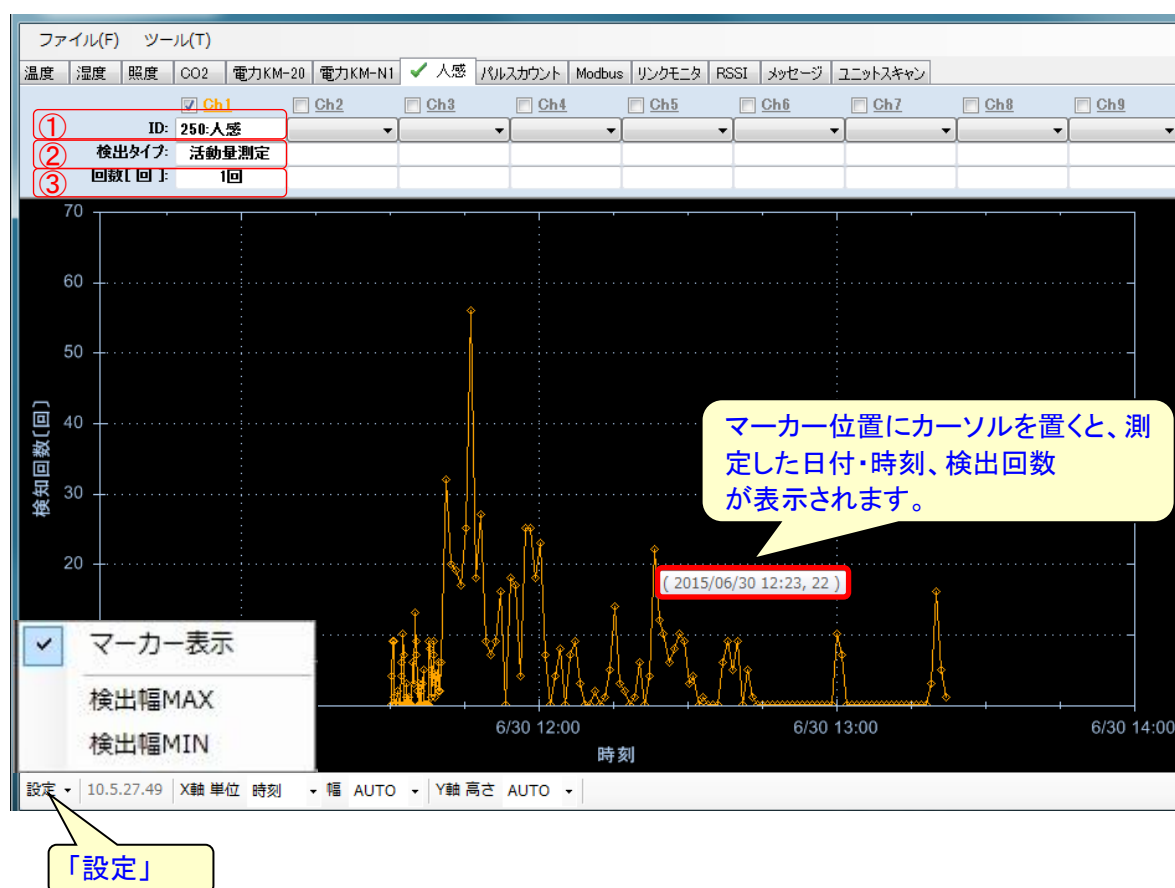 ファイル(F) ツール(T)
温度 湿度 照度 CO2 電力KM-20 電力KM-N1 人感 パルスカウント Modbus リンクモニタ RSSI メッセージ ユニットスキャン
Ch1 Ch2 Ch3 Ch4 Ch5 Ch6 Ch7 Ch8 Ch9
① ID: 250:人感
② 検出タイプ: 活動量測定
③ 回数[ 回 ]: 1回
70
60
50
40
30
20
検知回数[回]
マーカー位置にカーソルを置くと、測
定した日付・時刻、検出回数
が表示されます。
( 2015/06/30 12:23, 22 )
マーカー表示
検出幅MAX
検出幅MIN
6/30 12:00 6/30 13:00 6/30 14:00
時刻
設定 10.5.27.49 X軸 単位 時刻 幅 AUTO Y軸 高さ AUTO
「設定」